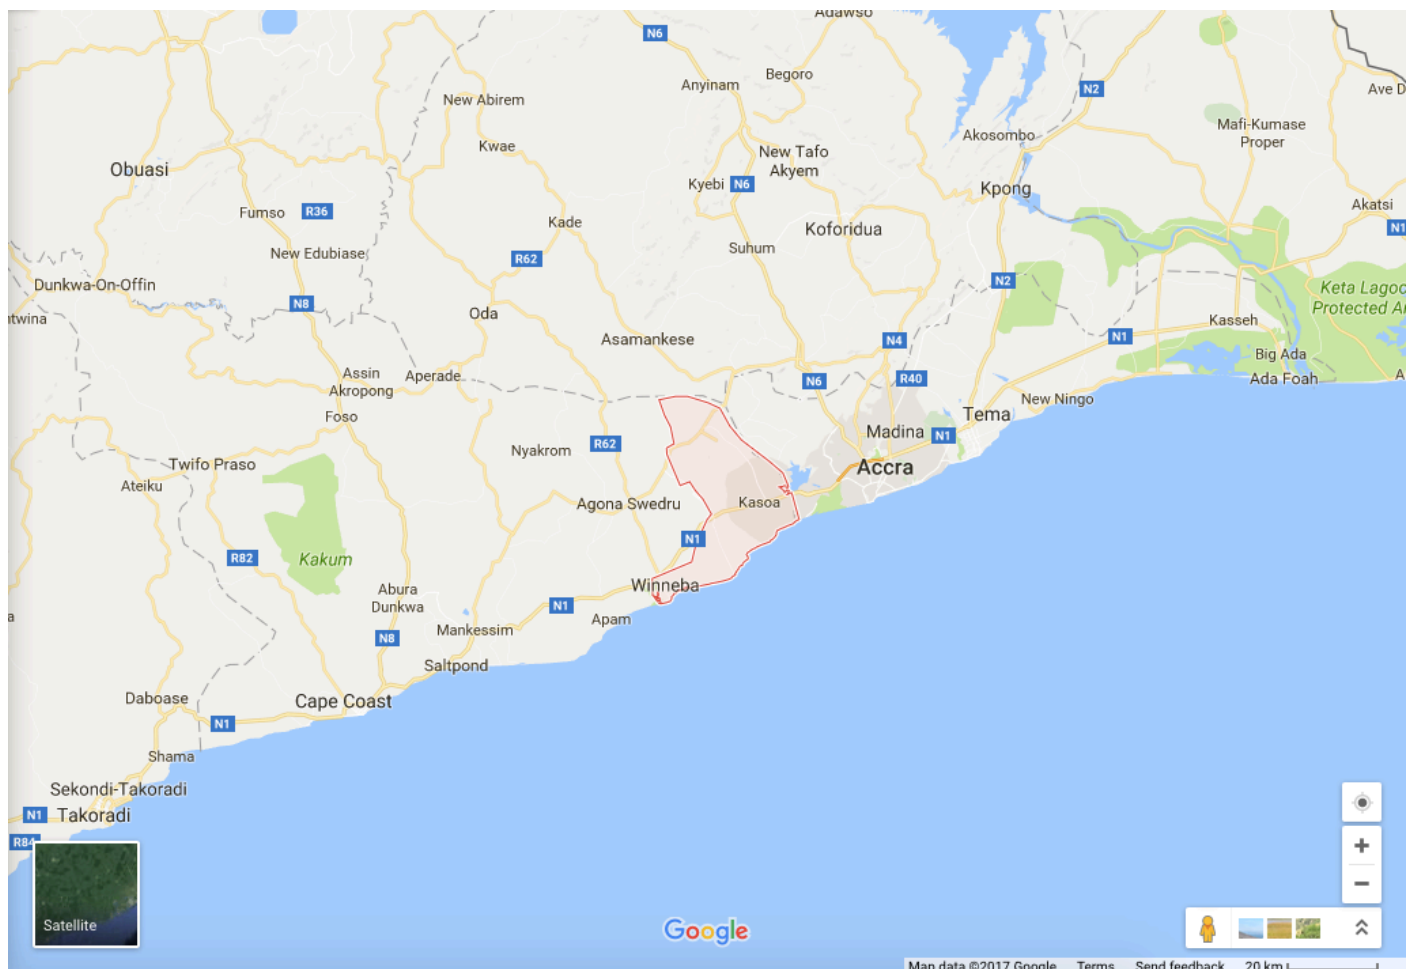 Adawso
N6
Anyinam
Begoro
N2
Ave D
New Abirem
Mafi-Kumase
Proper
Akosombo
Kwae
New Tafo
Akyem
Obuasi
Kyebi
N6
Kpong
Akatsi
Fumso
R36
Kade
Koforidua
N1
Suhum
New Edubiase
R62
N2
Dunkwa-On-Offin
Keta Lagoo
Protected Ar
N8
Oda
ntwina
Kasseh
Asamankese
N4
N1
Big Ada
Assin
Akropong
Aperade
N6
R40
Ada Foah
A
New Ningo
Foso
Tema
Madina
N1
R62
Nyakrom
Twifo Praso
Accra
Ateiku
Agona Swedru
Kasoa
N1
Kakum
R82
Winneba
Abura
Dunkwa
N1
Apam
a
N8
Mankessim
Saltpond
Daboase
Cape Coast
N1
Shama
Sekondi-Takoradi
N1
Takoradi
R84
Satellite
Google
Map data ©2017 Google Terms Send feedback 20 km